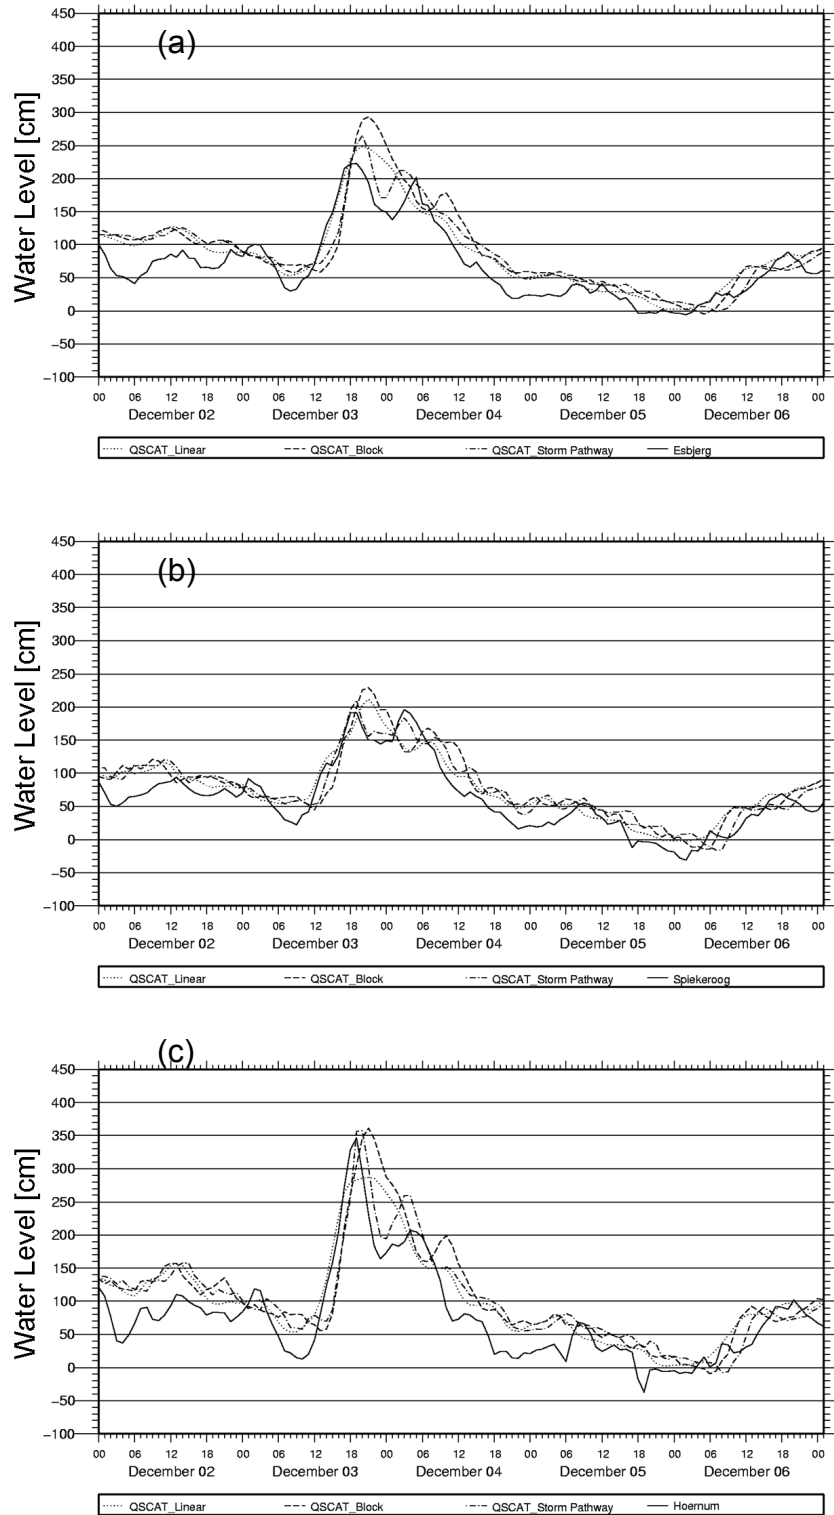 (a)
Water Level [cm]
450
400
350
300
250
200
150
100
50
0
−50
−100
00 06 12 18 00 06 12 18 00 06 12 18 00 06 12 18 00 06 12 18 00
December 02 December 03 December 04 December 05 December 06
QSCAT_Linear QSCAT_Block QSCAT_Storm Pathway Esbjerg
(b)
Water Level [cm]
450
400
350
300
250
200
150
100
50
0
−50
−100
00 06 12 18 00 06 12 18 00 06 12 18 00 06 12 18 00 06 12 18 00
December 02 December 03 December 04 December 05 December 06
QSCAT_Linear QSCAT_Block QSCAT_Storm Pathway Spiekeroog
(c)
Water Level [cm]
450
400
350
300
250
200
150
100
50
0
−50
−100
00 06 12 18 00 06 12 18 00 06 12 18 00 06 12 18 00 06 12 18 00
December 02 December 03 December 04 December 05 December 06
QSCAT_Linear QSCAT_Block QSCAT_Storm Pathway Hoernum